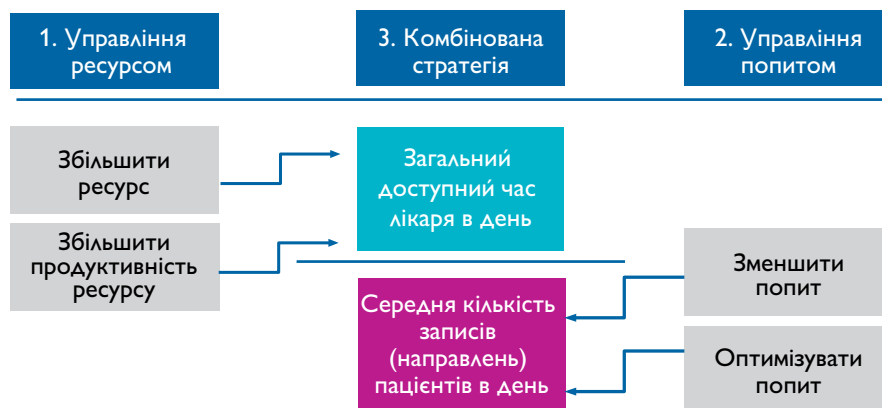 1. Управління
ресурсом
3. Комбінована
стратегія
2. Управління
попитом
Збільшити
ресурс
Збільшити
продуктивність
ресурсу
Загальний
доступний час
лікаря в день
Середня кількість
записів
(направлень)
пацієнтів в день
Зменшити
попит
Оптимізувати
попит